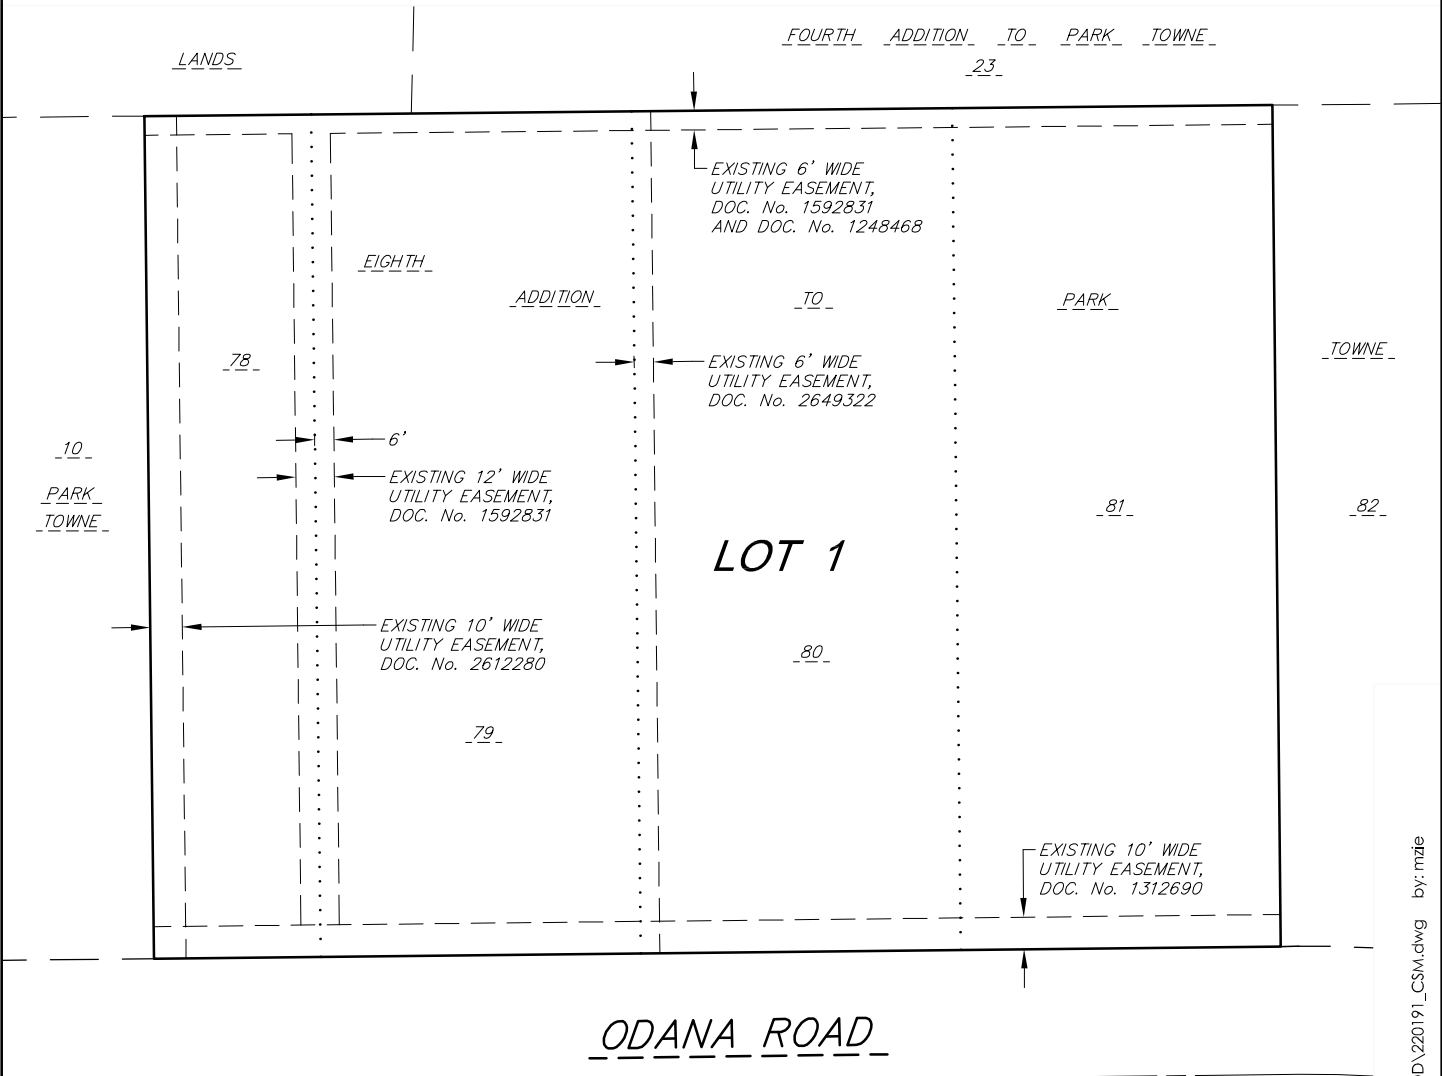 FOURTH ADDITION TO PARK TOWNE
LANDS
23
EXISTING 6' WIDE
UTILITY EASEMENT,
DOC. No. 1592831
AND DOC. No. 1248468
EIGHTH
ADDITION
TO
PARK
TOWNE
78
EXISTING 6' WIDE
UTILITY EASEMENT,
DOC. No. 2649322
6'
10
PARK
TOWNE
EXISTING 12' WIDE
UTILITY EASEMENT,
DOC. No. 1592831
81
82
LOT 1
EXISTING 10' WIDE
UTILITY EASEMENT,
DOC. No. 2612280
80
79
EXISTING 10' WIDE
UTILITY EASEMENT,
DOC. No. 1312690
ODANA ROAD
D\220191_CSM.dwg by: mzie